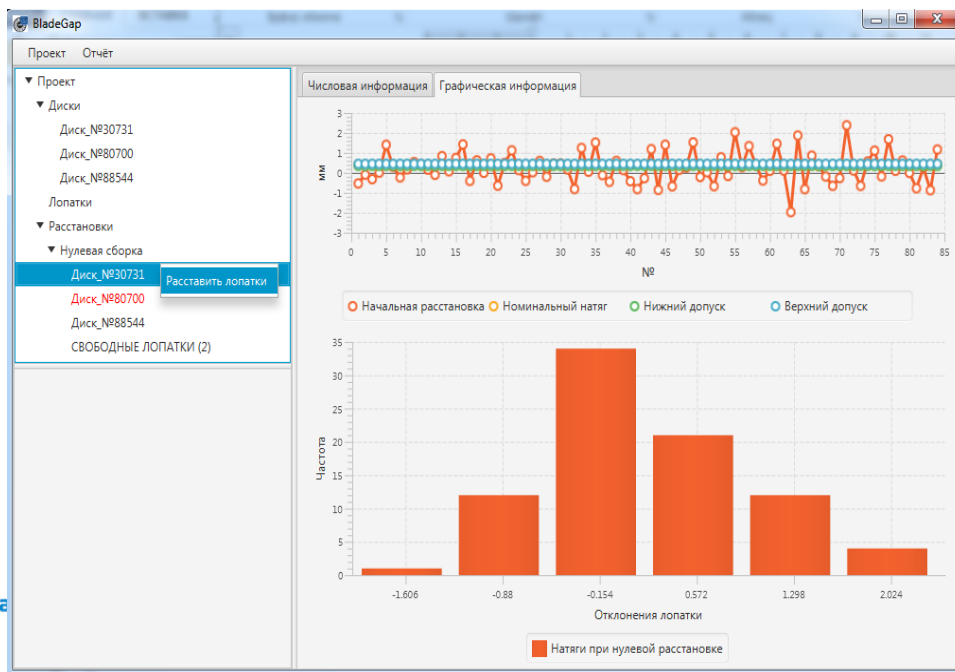 BladeGap
Проект Отчёт
▼ Проект
▼ Диски
Диск_№30731
Диск_№80700
Диск_№88544
Лопатки
▼ Расстановки
▼ Нулевая сборка
Диск_№30731
Расставить лопатки
Диск_№80700
Диск_№88544
СВОБОДНЫЕ ЛОПАТКИ (2)
Числовая информация Графическая информация
3
2
1
0
-1
-2
-3
мм
0 5 10 15 20 25 30 35 40 45 50 55 60 65 70 75 80 85
№
Начальная расстановка Номинальный натяг Нижний допуск Верхний допуск
35
30
25
20
15
10
5
0
Частота
-1.606 -0.88 -0.154 0.572 1.298 2.024
Отклонения лопатки
Натяги при нулевой расстановке